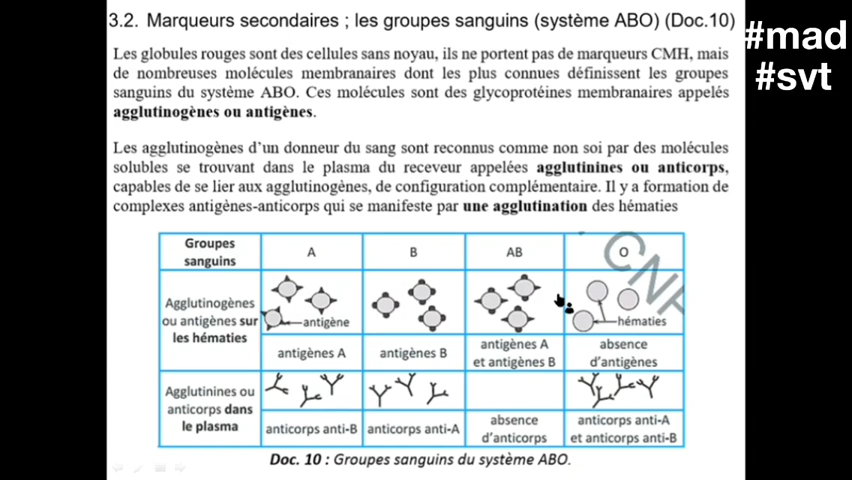 3.2. Marqueurs secondaires ; les groupes sanguins (système ABO) (Doc.10)
#mad
#svt
Les globules rouges sont des cellules sans noyau, ils ne portent pas de marqueurs CMH, mais
de nombreuses molécules membranaires dont les plus connues définissent les groupes
sanguins du système ABO. Ces molécules sont des glycoprotéines membranaires appelés
agglutinogènes ou antigènes.
Les agglutinogènes d'un donneur du sang sont reconnus comme non soi par des molécules
solubles se trouvant dans le plasma du receveur appelées agglutinines ou anticorps,
capables de se lier aux agglutinogènes, de configuration complémentaire. Il y a formation de
complexes antigènes-anticorps qui se manifeste par une agglutination des hématies
Groupes
sanguins
A
B
AB
O
Agglutinogènes
ou antigènes sur
les hématies
antigène
hématies
antigènes A
antigènes B
antigènes A
et antigènes B
absence
d'antigènes
Agglutinines ou
anticorps dans
le plasma
anticorps anti-B
anticorps anti-A
absence
d'anticorps
anticorps anti-A
et anticorps anti-B
Doc. 10 : Groupes sanguins du système ABO.